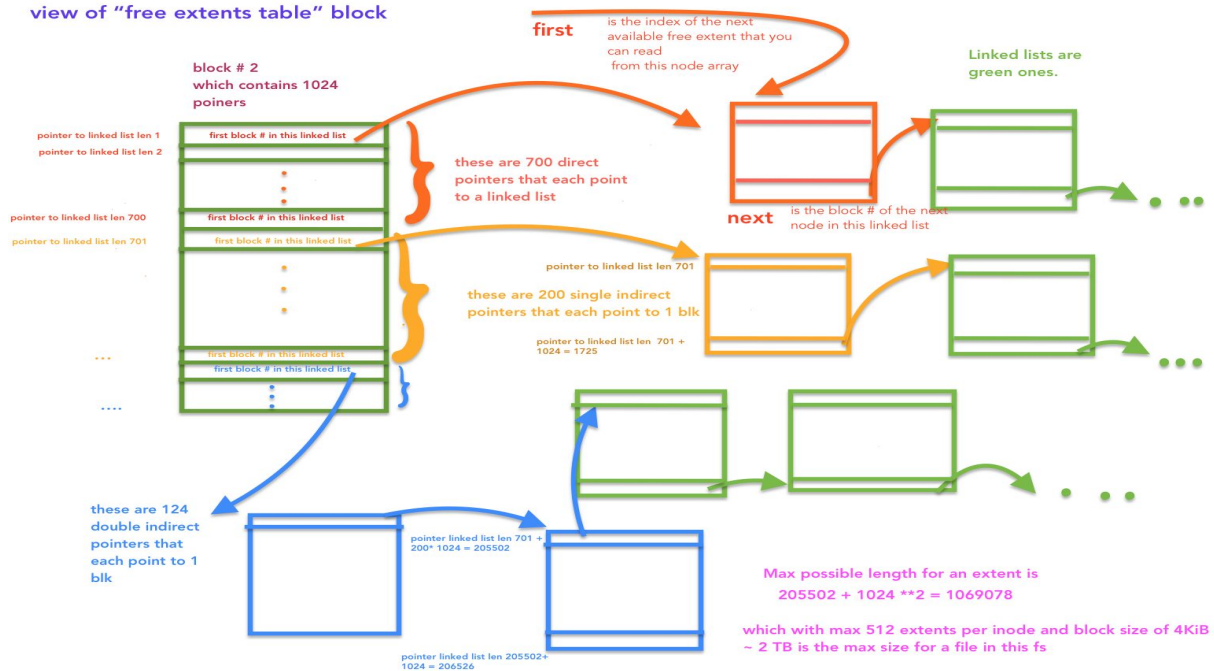 view of "free extents table" block
first
is the index of the next
available free extent that you
can read
from this node array
Linked lists are
green ones.
block # 2
which contains 1024
poiners
pointer to linked list len 1
first block # in this linked list
pointer to linked list len 2
these are 700 direct
pointers that each point
to a linked list
pointer to linked list len 700
first block # in this linked list
next
is the block # of the next
node in this linked list
pointer to linked list len 701
first block # in this linked list
pointer to linked list len 701
these are 200 single indirect
pointers that each point to 1 blk
pointer to linked list len 701 +
1024 = 1725
...
first block # in this linked list
first block # in this linked list
....
these are 124
double indirect
pointers that
each point to 1
blk
pointer linked list len 701 +
200* 1024 = 205502
pointer linked list len 205502+
1024 = 206526
Max possible length for an extent is
205502 + 1024 **2 = 1069078
which with max 512 extents per inode and block size of 4KiB
~ 2 TB is the max size for a file in this fs